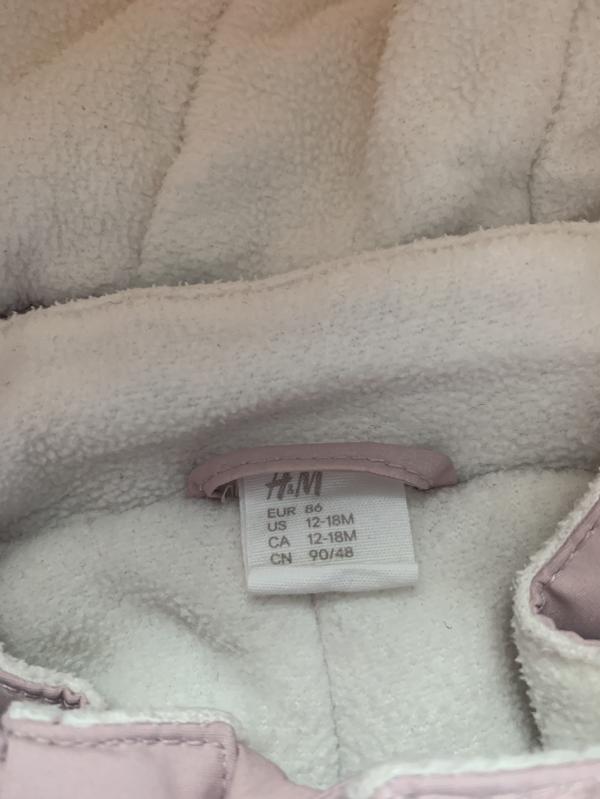 H&M
EUR 86
US 12-18M
CA 12-18M
CN 90/48